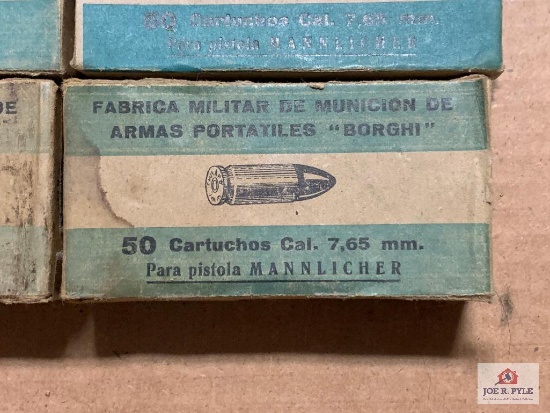 50 Cartuchos Cal. 7,65 mm.
Para pistola MANNLICHER
DE
FABRICA MILITAR DE MUNICION DE
ARMAS PORTATILES "BORGHI"
50 Cartuchos Cal. 7,65 mm.
Para pistola MANNLICHER
JOE R. PYLE